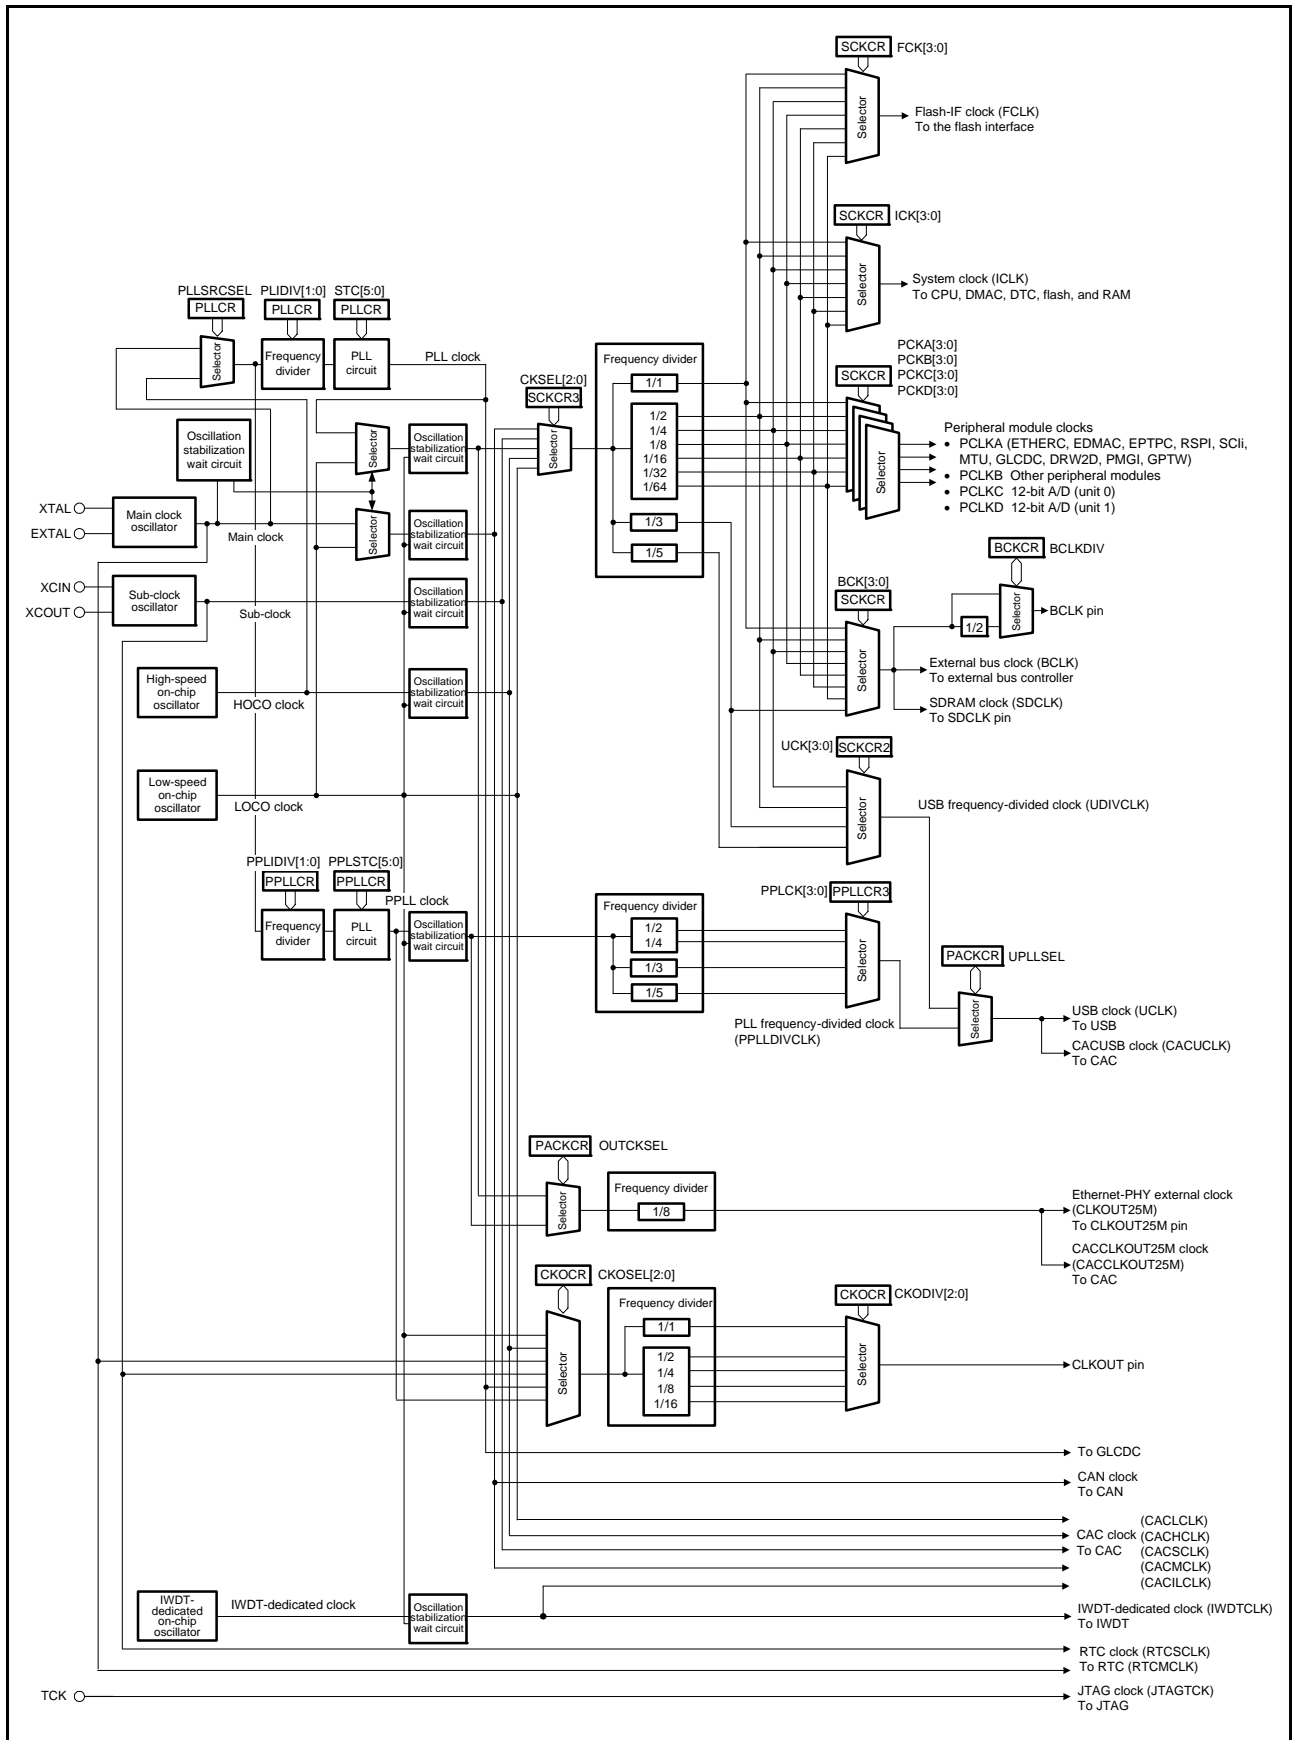 SCKCR FCK[3:0]
Selector
Flash-IF clock (FCLK)
To the flash interface
SCKCR ICK[3:0]
Selector
System clock (ICLK)
To CPU, DMAC, DTC, flash, and RAM
PLLSRCSEL PLIDIV[1:0] STC[5:0]
PLLCR PLLCR PLLCR
Selector
Frequency
divider
PLL
circuit
PLL clock
CKSEL[2:0]
SCKCR3
Selector
Frequency divider
1/1
1/2
1/4
1/8
1/16
1/32
1/64
1/3
1/5
PCKA[3:0]
PCKB[3:0]
SCKCR PCKC[3:0]
PCKD[3:0]
Selector
Peripheral module clocks
• PCLKA (ETHERC, EDMAC, EPTPC, RSPI, SCIi,
MTU, GLCDC, DRW2D, PMGI, GPTW)
• PCLKB Other peripheral modules
• PCLKC 12-bit A/D (unit 0)
• PCLKD 12-bit A/D (unit 1)
Oscillation
stabilization
wait circuit
Selector
Oscillation
stabilization
wait circuit
XTAL
EXTAL
Main clock
oscillator
Main clock
Selector
Oscillation
stabilization
wait circuit
XCIN
XCOUT
Sub-clock
oscillator
Sub-clock
Oscillation
stabilization
wait circuit
BCKCR BCLKDIV
Selector
1/2
BCLK pin
BCK[3:0]
SCKCR
Selector
External bus clock (BCLK)
To external bus controller
SDRAM clock (SDCLK)
To SDCLK pin
High-speed
on-chip
oscillator
HOCO clock
Oscillation
stabilization
wait circuit
Low-speed
on-chip
oscillator
LOCO clock
UCK[3:0] SCKCR2
Selector
USB frequency-divided clock (UDIVCLK)
PPLIDIV[1:0] PPLSTC[5:0]
PPLLCR PPLLCR
Frequency
divider
PLL
circuit
PPLL clock
Oscillation
stabilization
wait circuit
Frequency divider
1/2
1/4
1/3
1/5
PPLCK[3:0] PPLLCR3
Selector
PLL frequency-divided clock
(PPLLDIVCLK)
PACKCR UPLLSEL
Selector
USB clock (UCLK)
To USB
CACUSB clock (CACUCLK)
To CAC
PACKCR OUTCKSEL
Selector
Frequency divider
1/8
Ethernet-PHY external clock
(CLKOUT25M)
To CLKOUT25M pin
CACCLKOUT25M clock
(CACCLKOUT25M)
To CAC
CKOCR CKOSEL[2:0]
Selector
Frequency divider
1/1
1/2
1/4
1/8
1/16
CKOCR CKODIV[2:0]
Selector
CLKOUT pin
To GLCDC
CAN clock
To CAN
(CACLCLK)
CAC clock (CACHCLK)
To CAC (CACSCLK)
(CACMCLK)
(CACILCLK)
IWDT-
dedicated
on-chip
oscillator
IWDT-dedicated clock
Oscillation
stabilization
wait circuit
IWDT-dedicated clock (IWDTCLK)
To IWDT
RTC clock (RTCSCLK)
To RTC (RTCMCLK)
TCK
JTAG clock (JTAGTCK)
To JTAG